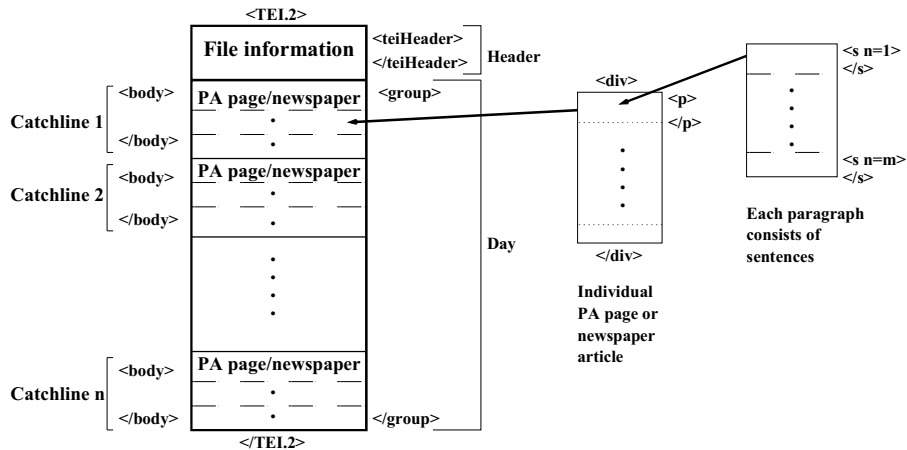 <TEI.2>
File information
<teiHeader>
</teiHeader>
Header
Catchline 1
<body>
</body>
PA page/newspaper
<group>
Catchline 2
<body>
</body>
PA page/newspaper
Day
Catchline n
<body>
</body>
PA page/newspaper
</group>
</TEI.2>
<div>
<p>
</p>
</div>
Individual
PA page or
newspaper
article
<s n=1>
</s>
<s n=m>
</s>
Each paragraph
consists of
sentences